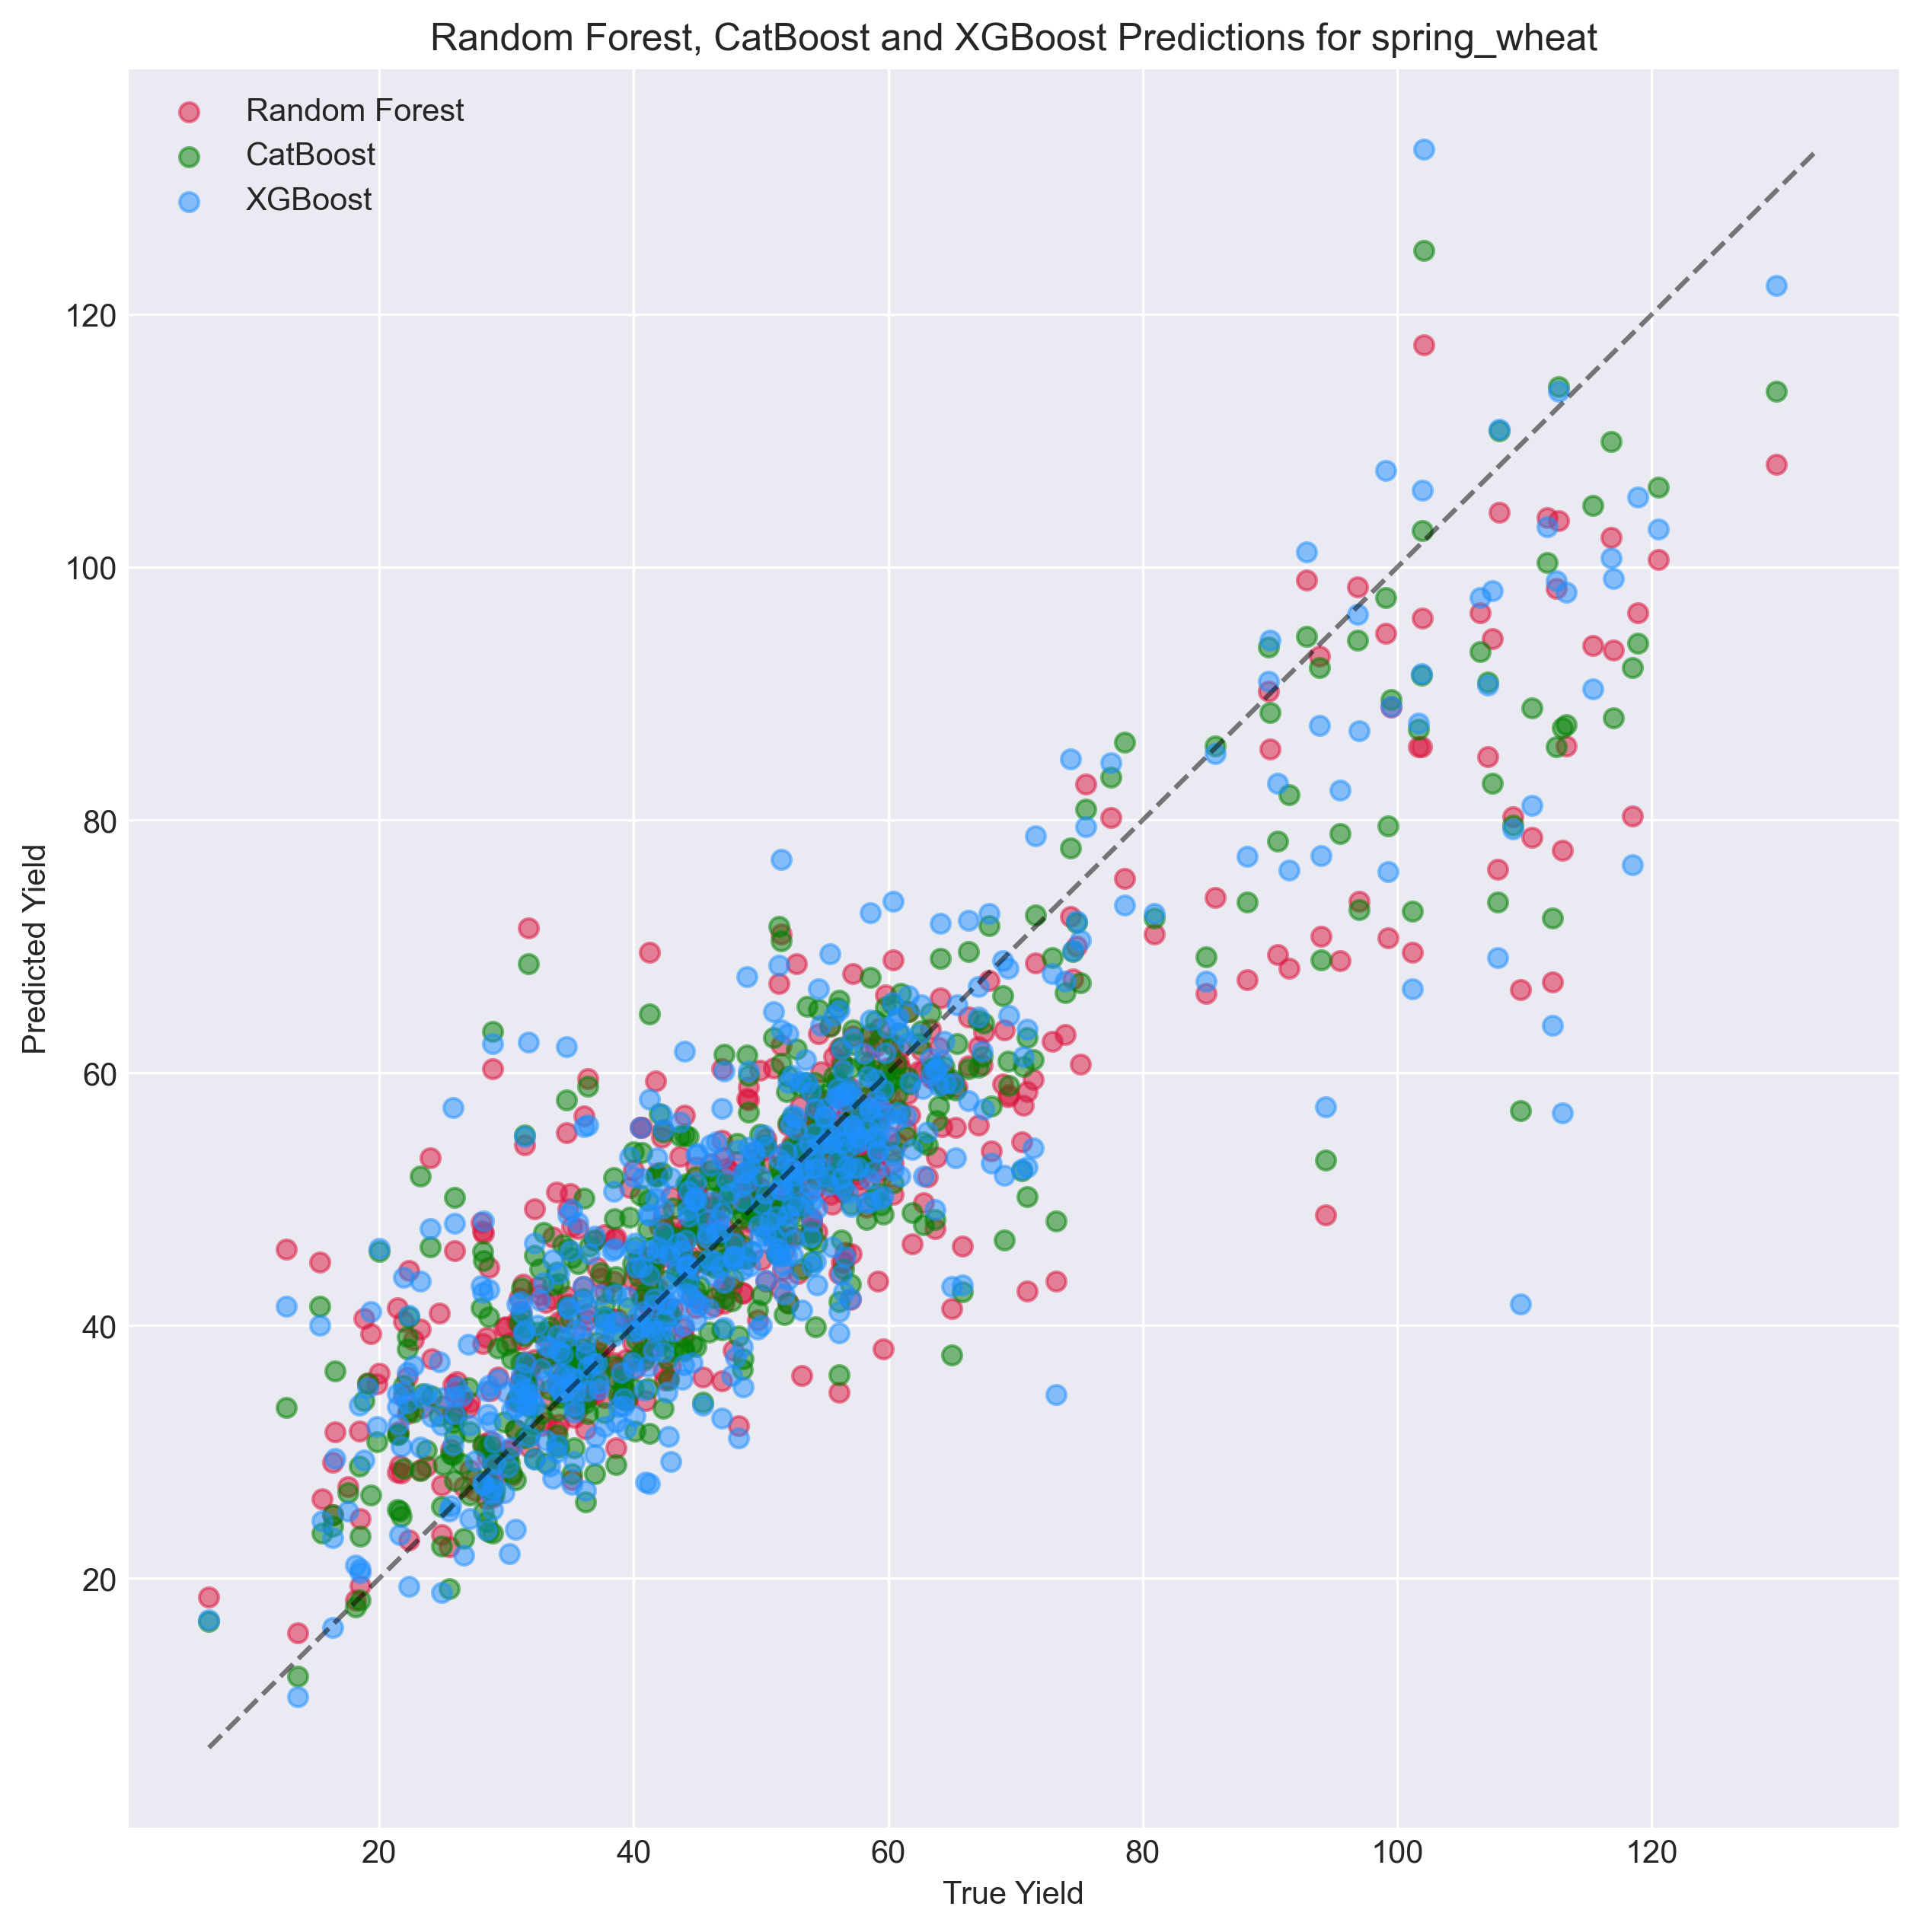 Random Forest, CatBoost and XGBoost Predictions for spring_wheat
Random Forest
CatBoost
XGBoost
120
100
80
60
40
20
Predicted Yield
20 40 60 80 100 120
True Yield